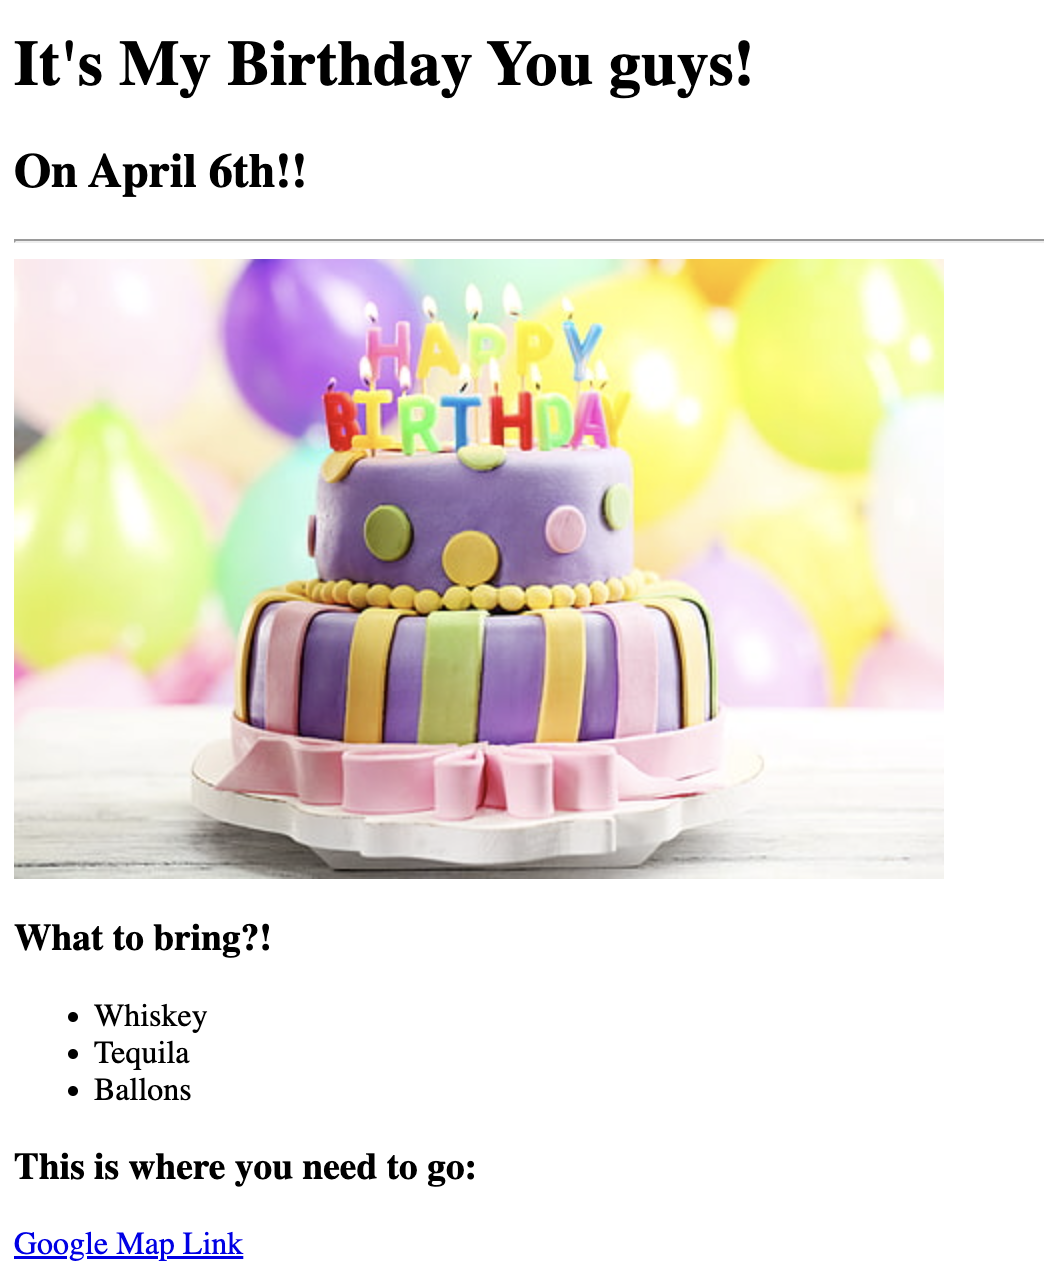 It's My Birthday You guys!
On April 6th!!
HAPPY
BIRTHDAY
What to bring?!
Whiskey
Tequila
Ballons
This is where you need to go:
Google Map Link